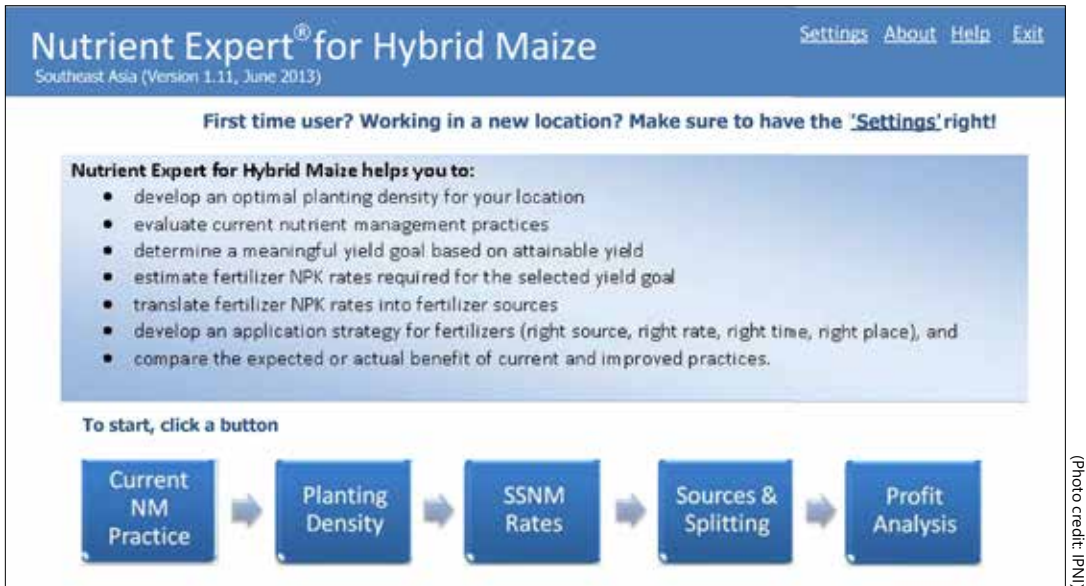 Nutrient Expert® for Hybrid Maize
Southeast Asia (Version 1.11, June 2013)
Settings About Help Exit
First time user? Working in a new location? Make sure to have the 'Settings' right!
Nutrient Expert for Hybrid Maize helps you to:
• develop an optimal planting density for your location
• evaluate current nutrient management practices
• determine a meaningful yield goal based on attainable yield
• estimate fertilizer NPK rates required for the selected yield goal
• translate fertilizer NPK rates into fertilizer sources
• develop an application strategy for fertilizers (right source, right rate, right time, right place), and
• compare the expected or actual benefit of current and improved practices.
To start, click a button
Current
NM
Practice
Planting
Density
SSNM
Rates
Sources &
Splitting
Profit
Analysis
(Photo credit: IPNI)